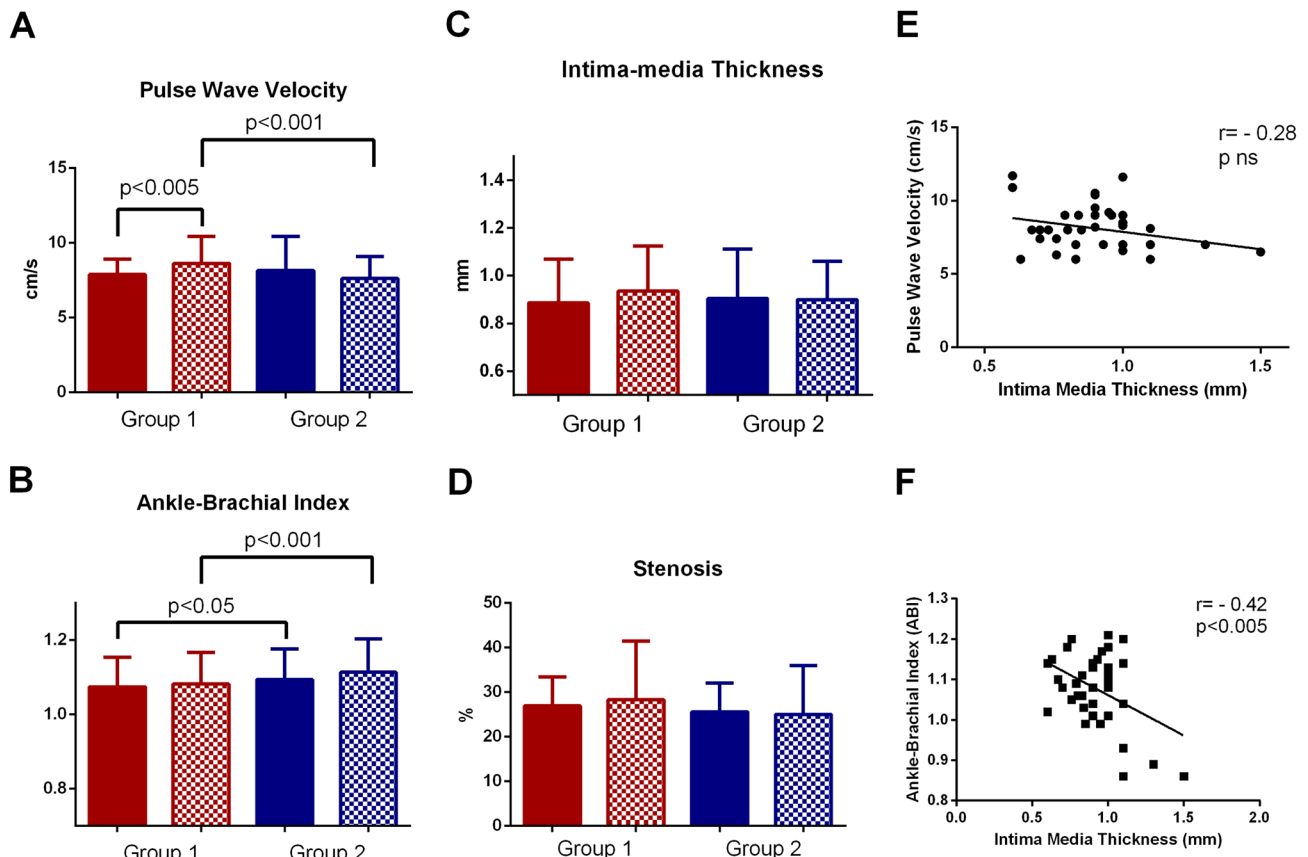 A
Pulse Wave Velocity
p<0.001
p<0.005
15
10
5
0
cm/s
Group 1 Group 2
B
Ankle-Brachial Index
p<0.001
p<0.05
1.2
1.0
0.8
Group 1 Group 2
C
Intima-media Thickness
1.4
1.2
1.0
0.8
0.6
mm
Group 1 Group 2
D
Stenosis
50
40
30
20
10
0
%
Group 1 Group 2
E
r= - 0.28
p ns
15
10
5
0
Pulse Wave Velocity (cm/s)
0.5 1.0 1.5
Intima Media Thickness (mm)
F
r= - 0.42
p<0.005
1.3
1.2
1.1
1.0
0.9
0.8
Ankle-Brachial Index (ABI)
0.0 0.5 1.0 1.5 2.0
Intima Media Thickness (mm)